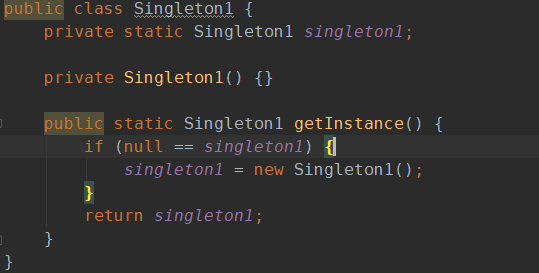 public class Singleton1 {
    private static Singleton1 singleton1;

    private Singleton1() {}

    public static Singleton1 getInstance() {
        if (null == singleton1) {
            singleton1 = new Singleton1();
        }
        return singleton1;
    }
}